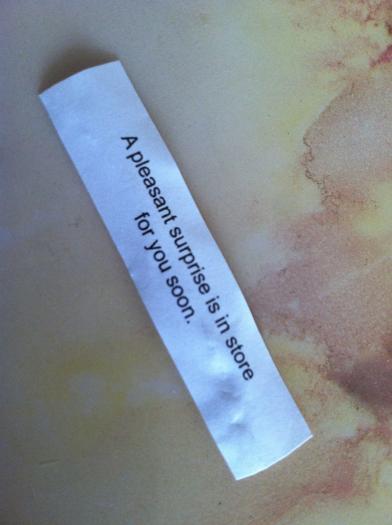 A pleasant surprise is in store
for you soon.